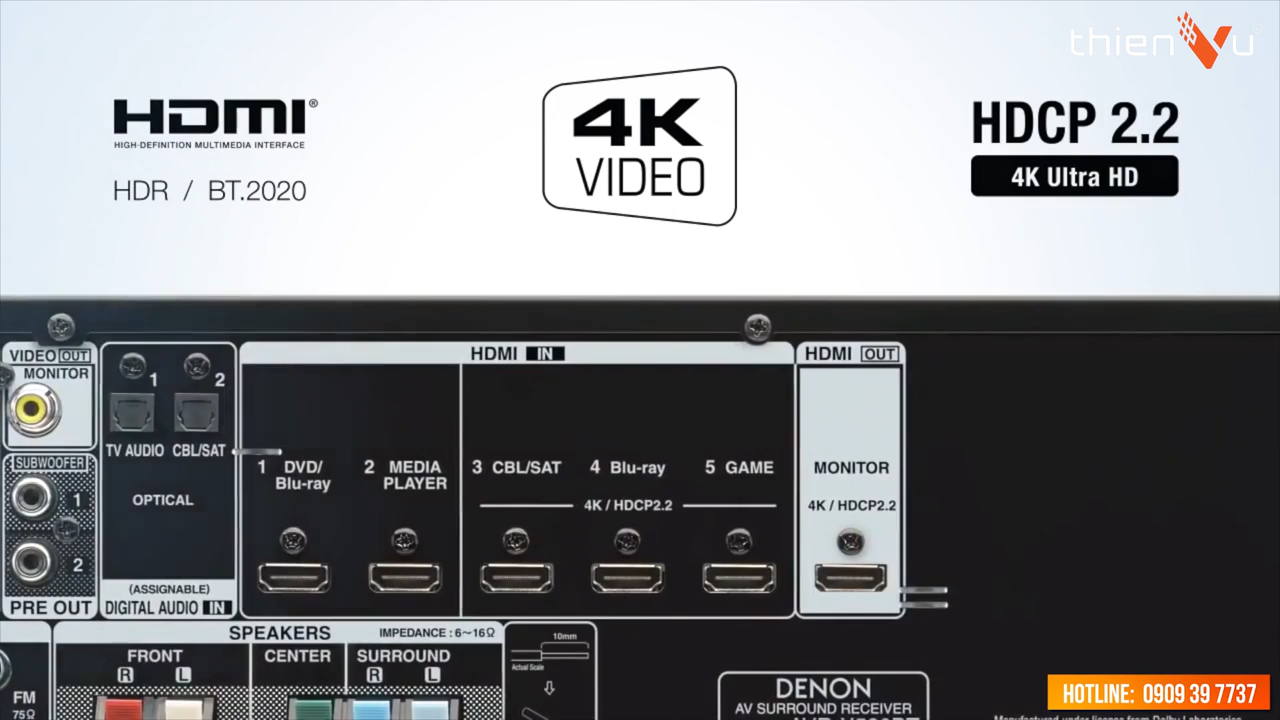 thienVu
HDMI®
HIGH-DEFINITION MULTIMEDIA INTERFACE
HDR / BT.2020
4K
VIDEO
HDCP 2.2
4K Ultra HD
VIDEO OUT
MONITOR
SUBWOOFER
1
2
PRE OUT
1
2
TV AUDIO CBL/SAT
OPTICAL
(ASSIGNABLE)
DIGITAL AUDIO IN
HDMI IN
1 DVD/
Blu-ray
2 MEDIA
PLAYER
3 CBL/SAT
4 Blu-ray
5 GAME
4K / HDCP2.2
HDMI OUT
MONITOR
4K / HDCP2.2
SPEAKERS
IMPEDANCE : 6~16Ω
FRONT
R L
CENTER
SURROUND
R L
10mm
Actual Scale
FM
75Ω
DENON
AV SURROUND RECEIVER
HOTLINE: 0909 39 7737